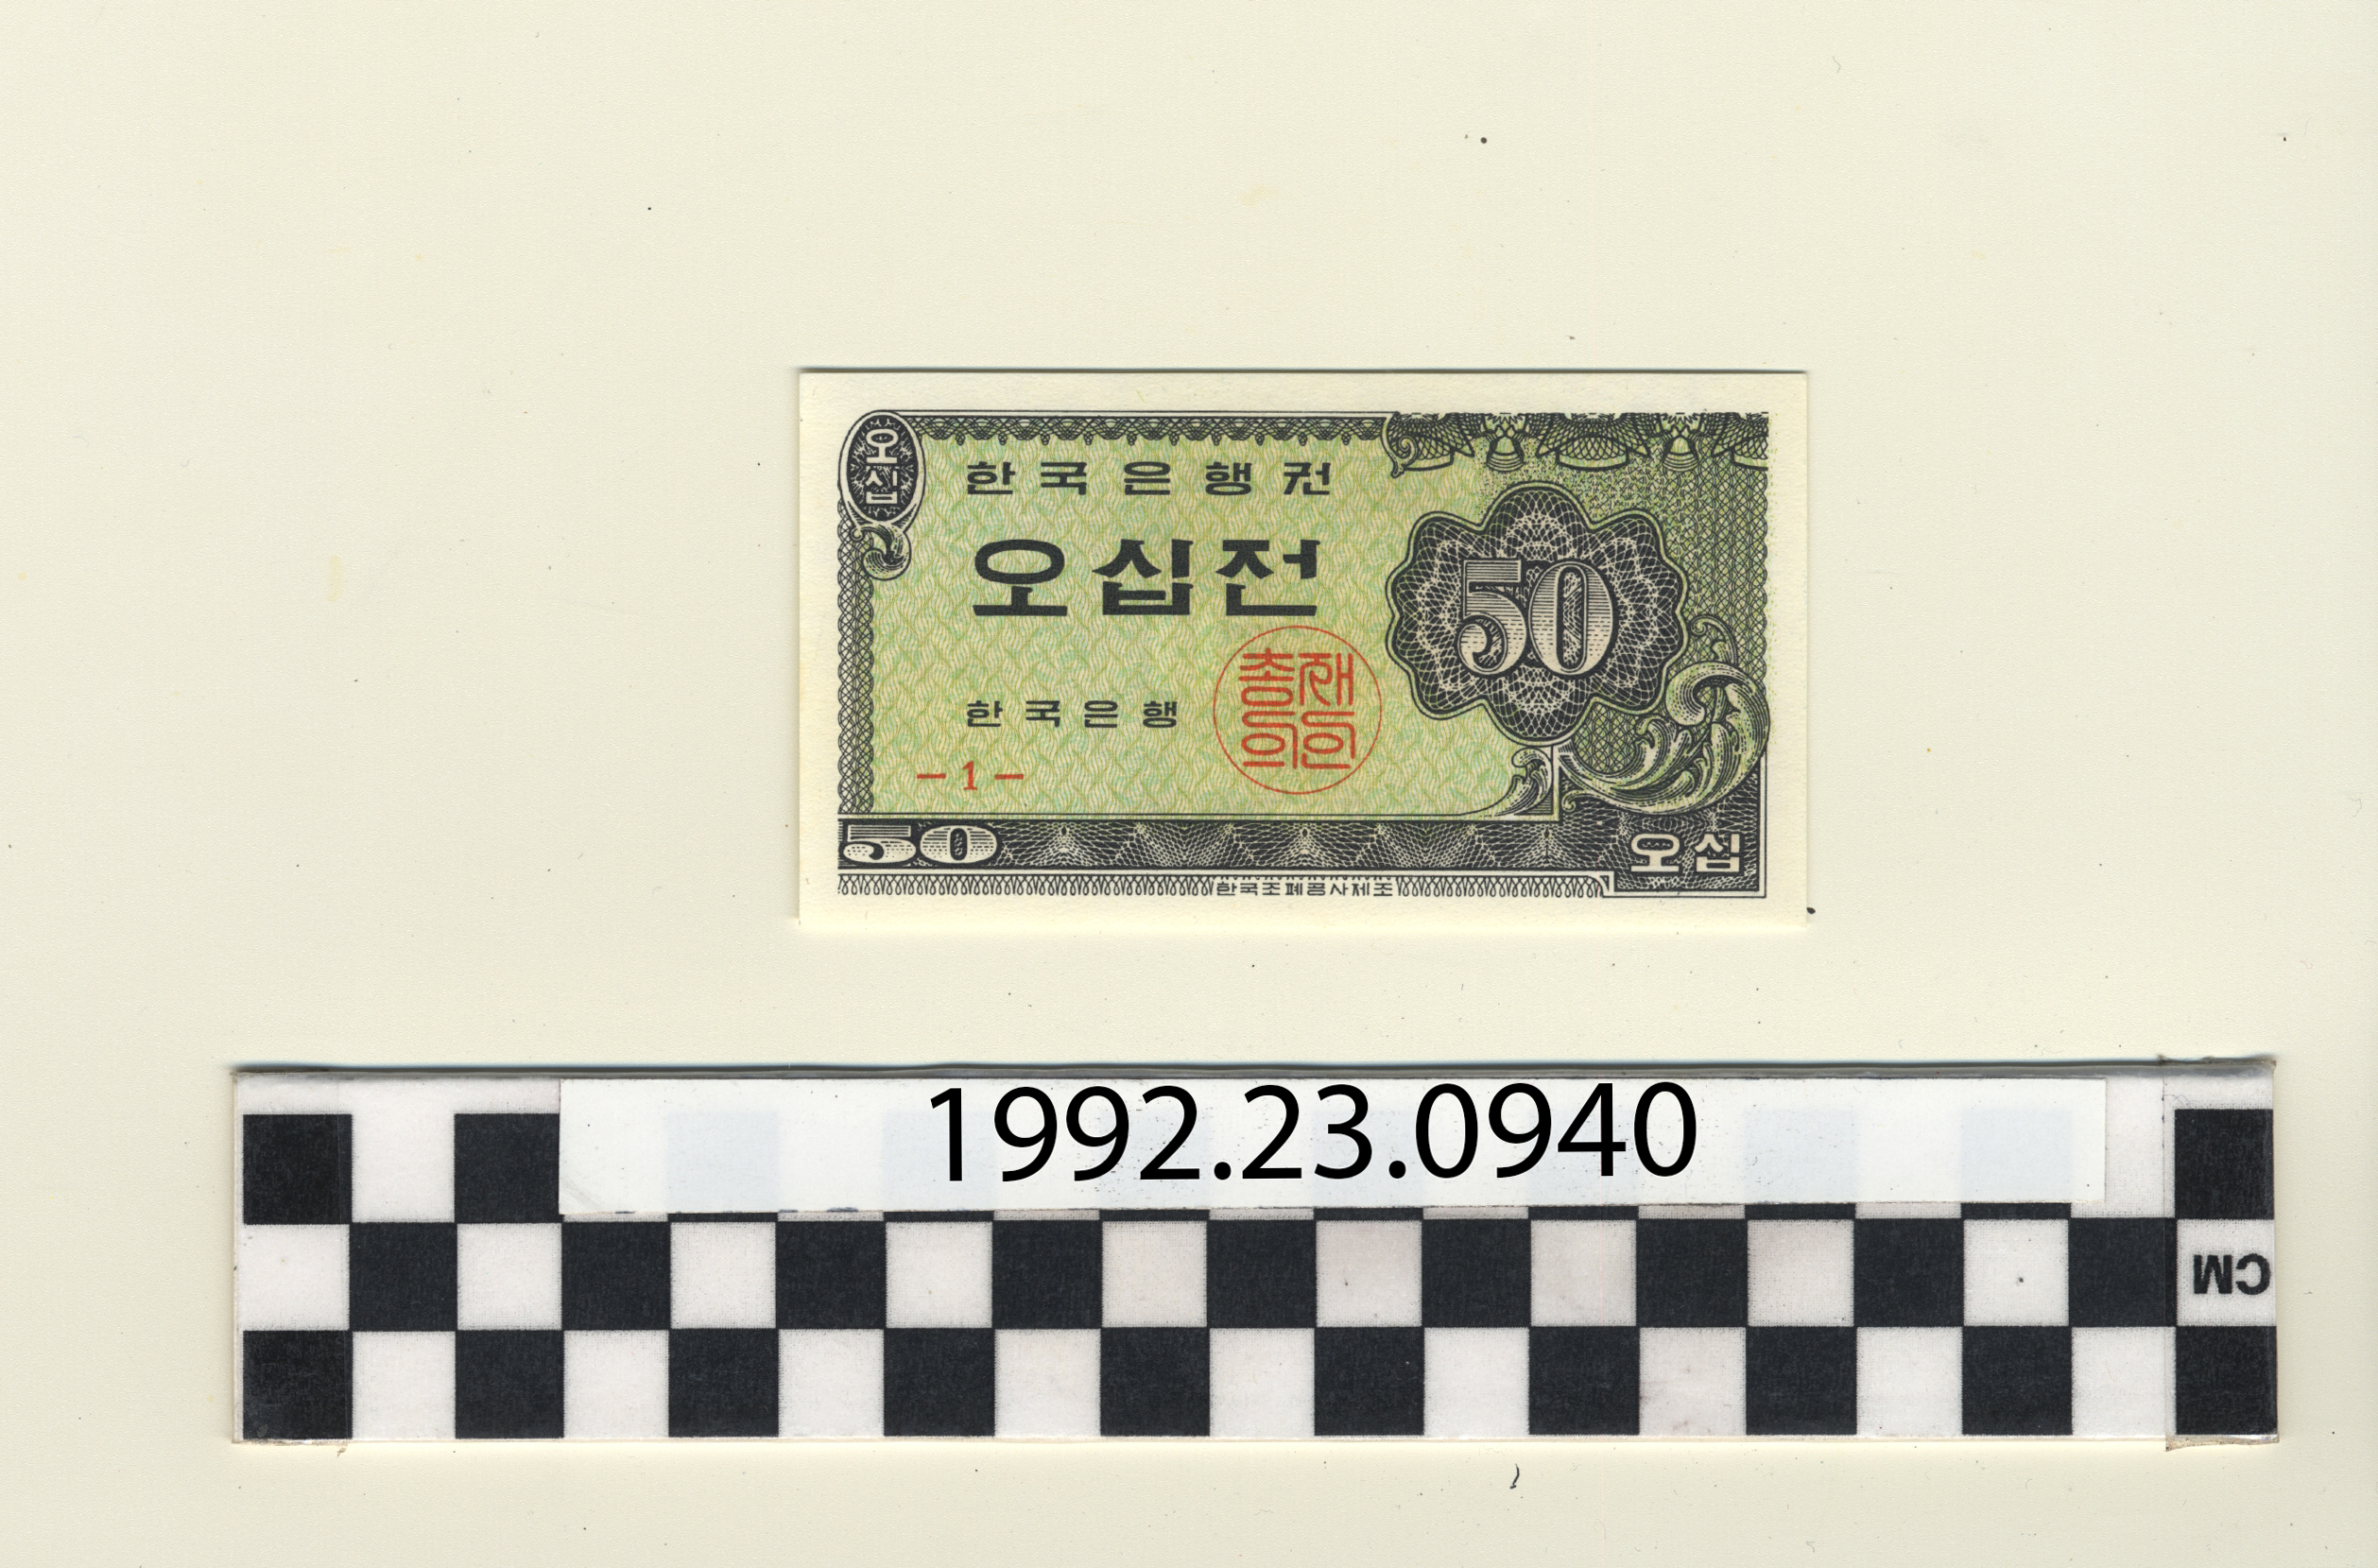 오십
한국은행권
오십전
50
총재의인
한국은행
– 1 –
50
오십
한국조폐공사제조
1992.23.0940
CM